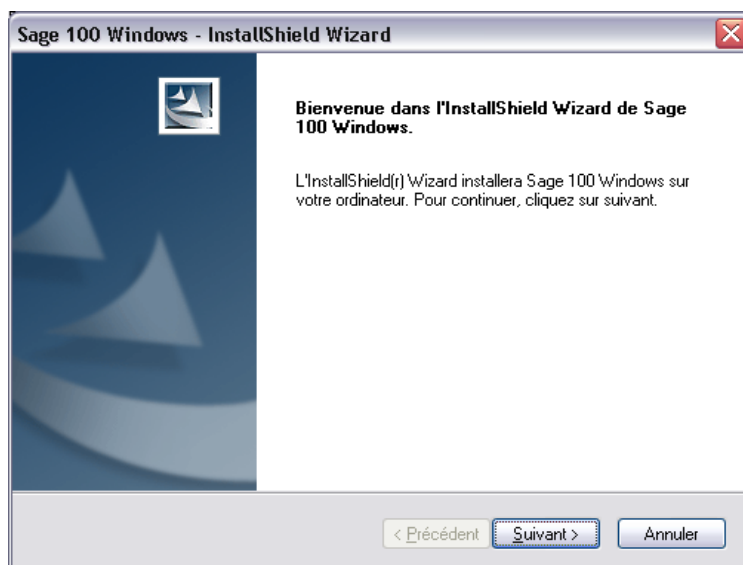 Sage 100 Windows - InstallShield Wizard
Bienvenue dans l'InstallShield Wizard de Sage
100 Windows.
L'InstallShield(r) Wizard installera Sage 100 Windows sur
votre ordinateur. Pour continuer, cliquez sur suivant.
< Précédent
Suivant >
Annuler